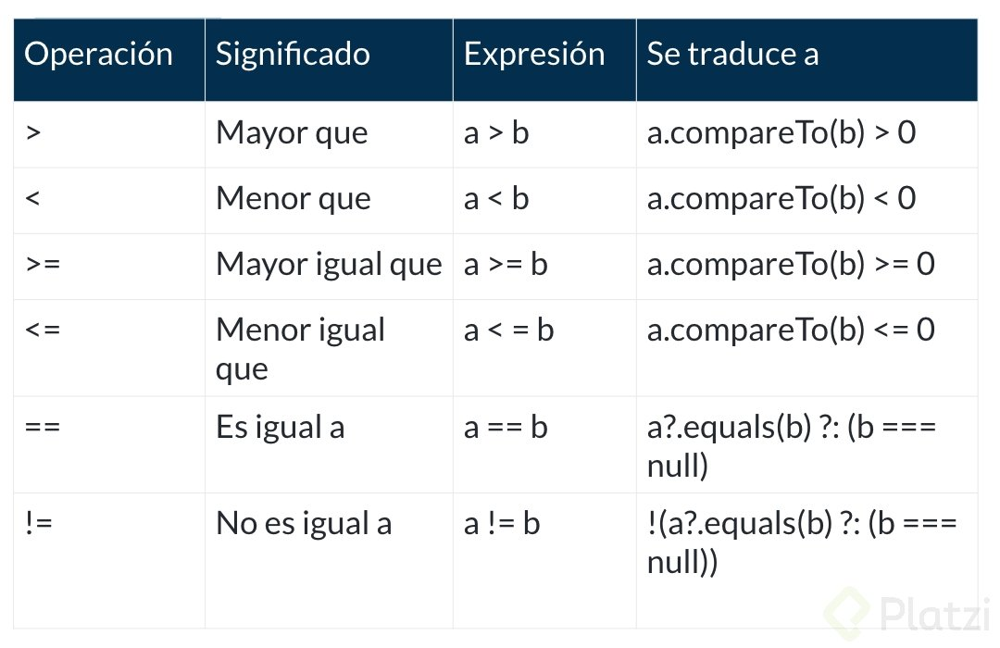 Operación Significado Expresión Se traduce a
> Mayor que a > b a.compareTo(b) > 0
< Menor que a < b a.compareTo(b) < 0
>= Mayor igual que a >= b a.compareTo(b) >= 0
<= Menor igual a < = b a.compareTo(b) <= 0
que
== Es igual a a == b a?.equals(b) ?: (b ===
null)
!= No es igual a a != b !(a?.equals(b) ?: (b ===
null))
Platzi